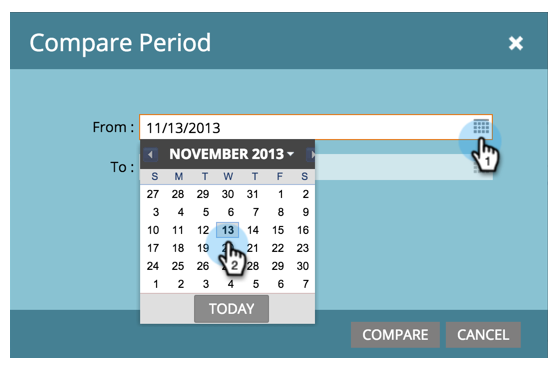 Compare Period
From : 11/13/2013
1
To :
NOVEMBER 2013
S M T W T F S
27 28 29 30 31 1 2
3 4 5 6 7 8 9
10 11 12 13 14 15 16
17 18 19 21 22 23
24 25 26 2 28 29 30
1 2 3 4 5 6 7
TODAY
COMPARE CANCEL